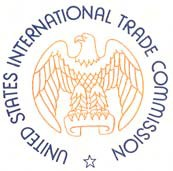 UNITED STATES INTERNATIONAL TRADE COMMISSION